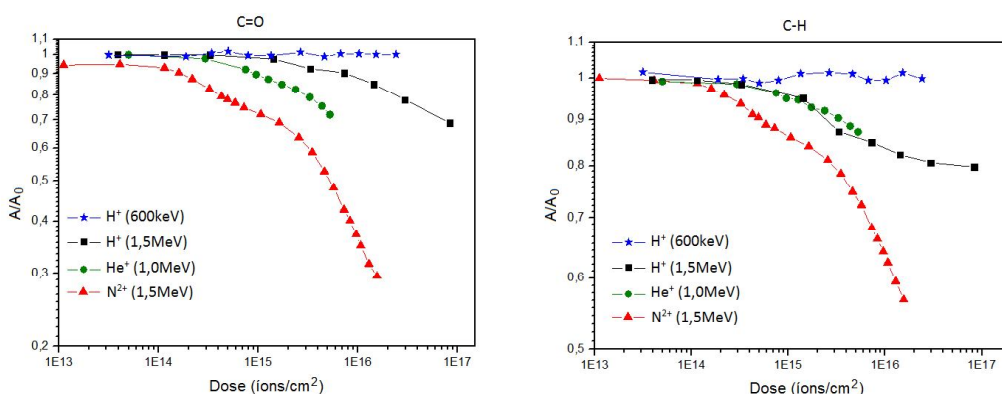 C=O
1,1
1
0,9
0,8
0,7
0,6
0,5
0,4
0,3
0,2
A/A₀
H⁺ (600keV)
H⁺ (1,5MeV)
He⁺ (1,0MeV)
N²⁺ (1,5MeV)
1E13 1E14 1E15 1E16 1E17
Dose (íons/cm²)
C-H
1.1
1
0,9
0,8
0,7
0,6
0,5
A/A₀
H⁺ (600keV)
H⁺ (1,5MeV)
He⁺ (1,0MeV)
N²⁺ (1,5MeV)
1E13 1E14 1E15 1E16 1E17
Dose (íons/cm²)